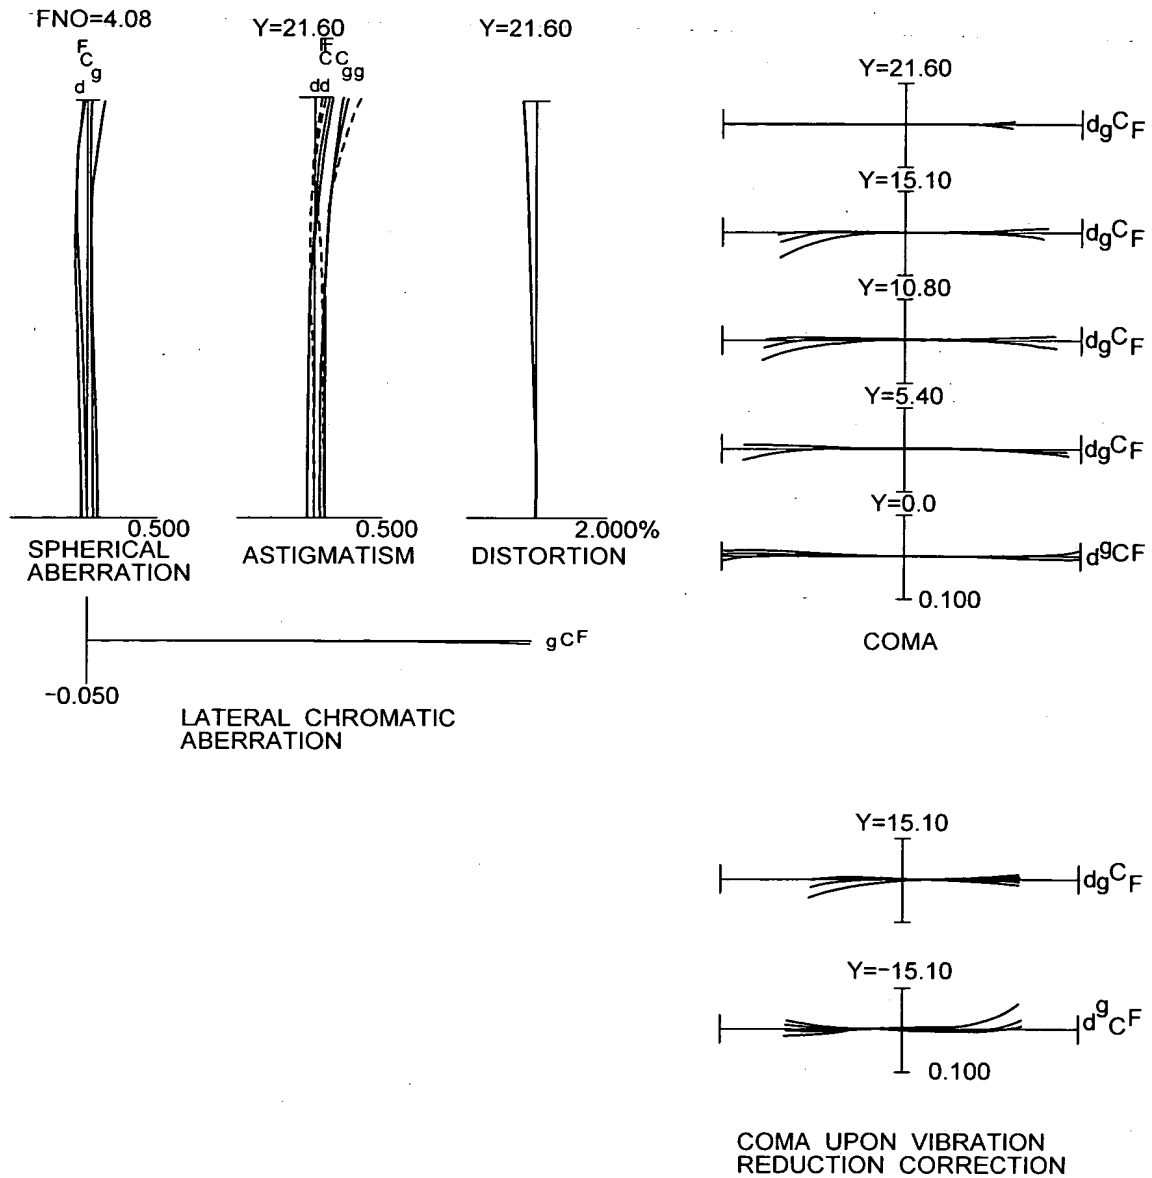 FNO=4.08
F
C
g
d
SPHERICAL
ABERRATION
0.500
Y=21.60
FF
CC
gg
dd
ASTIGMATISM
0.500
Y=21.60
DISTORTION
2.000%
gCF
-0.050
LATERAL CHROMATIC
ABERRATION
Y=21.60
dgCF
Y=15.10
dgCF
Y=10.80
dgCF
Y=5.40
dgCF
Y=0.0
dgCF
0.100
COMA
Y=15.10
dgCF
Y=-15.10
dgCF
0.100
COMA UPON VIBRATION
REDUCTION CORRECTION